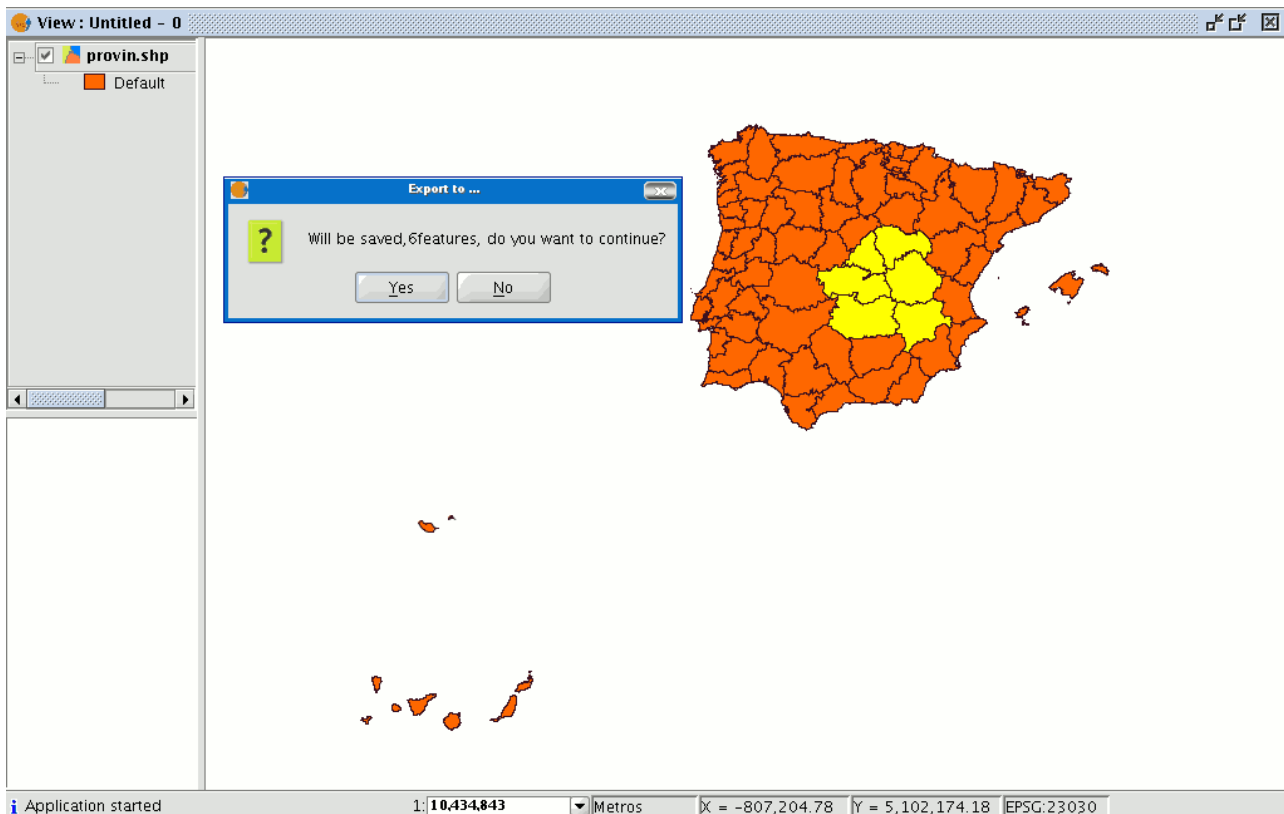 View : Untitled - 0
provin.shp
Default
Export to ...
?
Will be saved,6features, do you want to continue?
Yes
No
Application started
1: 10,434,843
Metros
X = -807,204.78
Y = 5,102,174.18
EPSG:23030